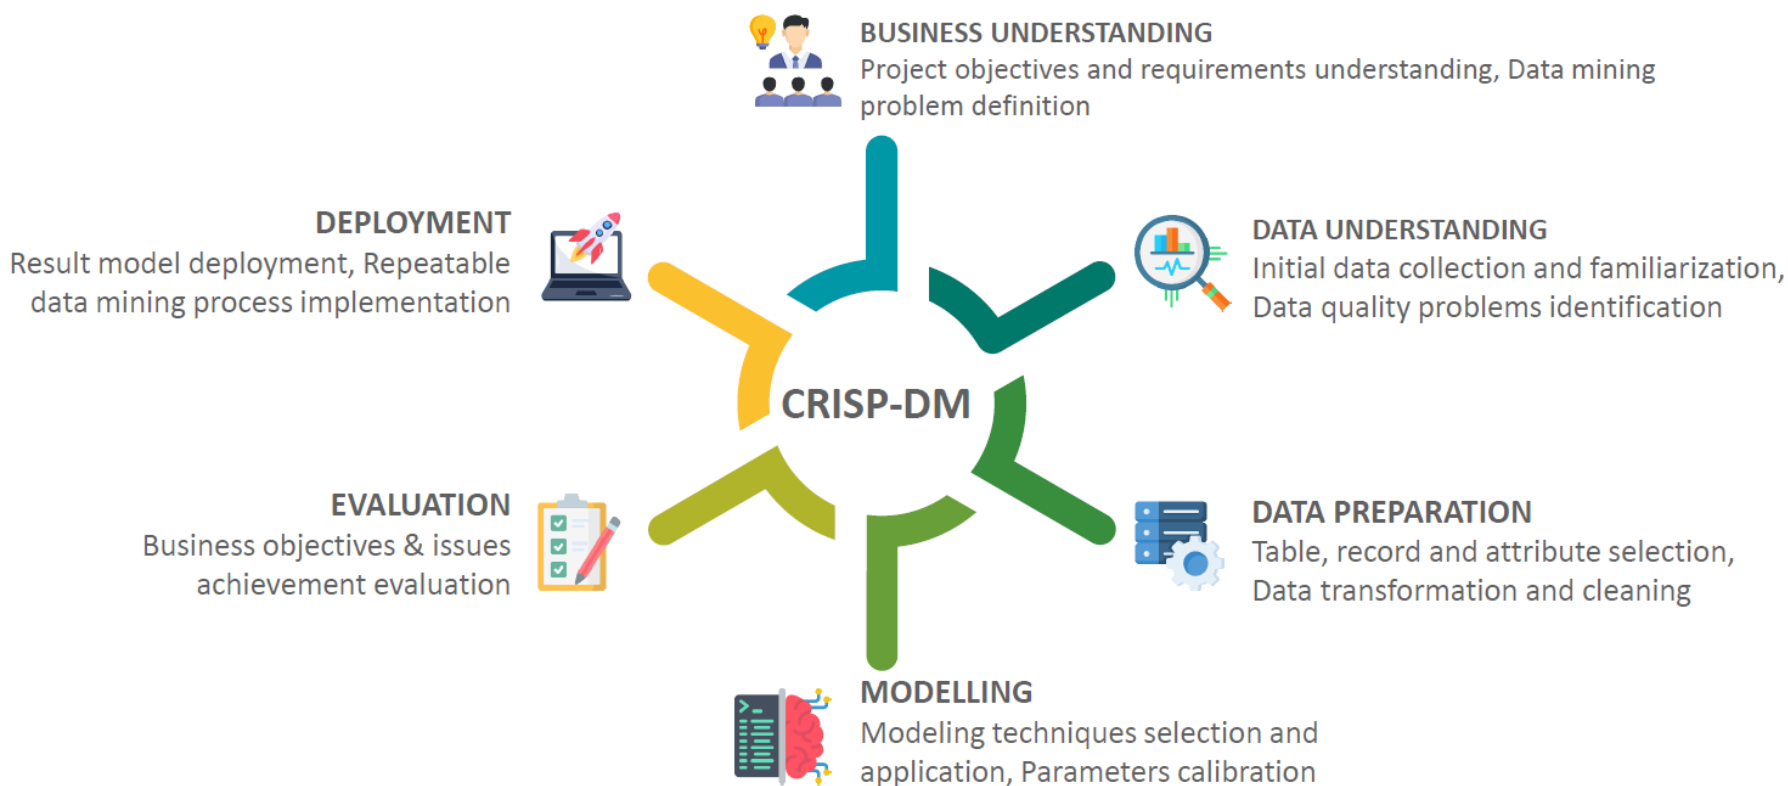 BUSINESS UNDERSTANDING
Project objectives and requirements understanding, Data mining
problem definition
DEPLOYMENT
Result model deployment, Repeatable
data mining process implementation
DATA UNDERSTANDING
Initial data collection and familiarization,
Data quality problems identification
CRISP-DM
EVALUATION
Business objectives & issues
achievement evaluation
DATA PREPARATION
Table, record and attribute selection,
Data transformation and cleaning
MODELLING
Modeling techniques selection and
application, Parameters calibration